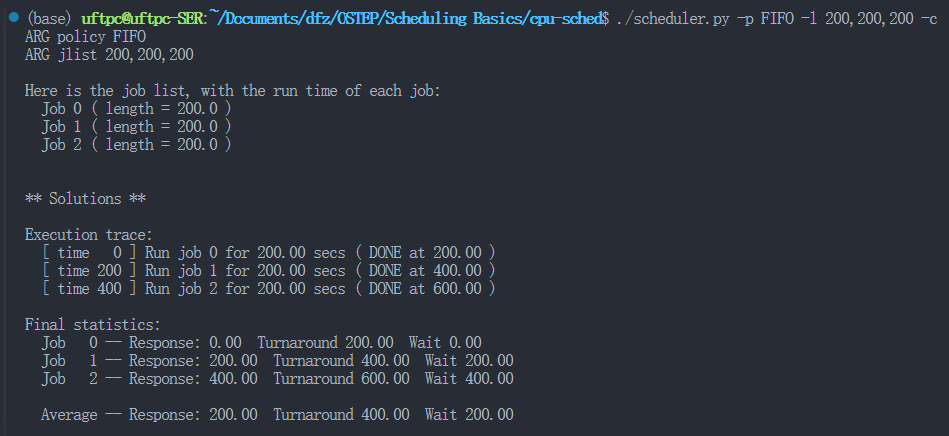 (base) uftpc@uftpc-SER:~/Documents/dfz/OSTEP/Scheduling Basics/cpu-sched$ ./scheduler.py -p FIFO -l 200,200,200 -c
ARG policy FIFO
ARG jlist 200,200,200
Here is the job list, with the run time of each job:
Job 0 ( length = 200.0 )
Job 1 ( length = 200.0 )
Job 2 ( length = 200.0 )
** Solutions **
Execution trace:
[ time   0 ] Run job 0 for 200.00 secs ( DONE at 200.00 )
[ time 200 ] Run job 1 for 200.00 secs ( DONE at 400.00 )
[ time 400 ] Run job 2 for 200.00 secs ( DONE at 600.00 )
Final statistics:
Job   0 -- Response: 0.00  Turnaround 200.00  Wait 0.00
Job   1 -- Response: 200.00  Turnaround 400.00  Wait 200.00
Job   2 -- Response: 400.00  Turnaround 600.00  Wait 400.00
Average -- Response: 200.00  Turnaround 400.00  Wait 200.00